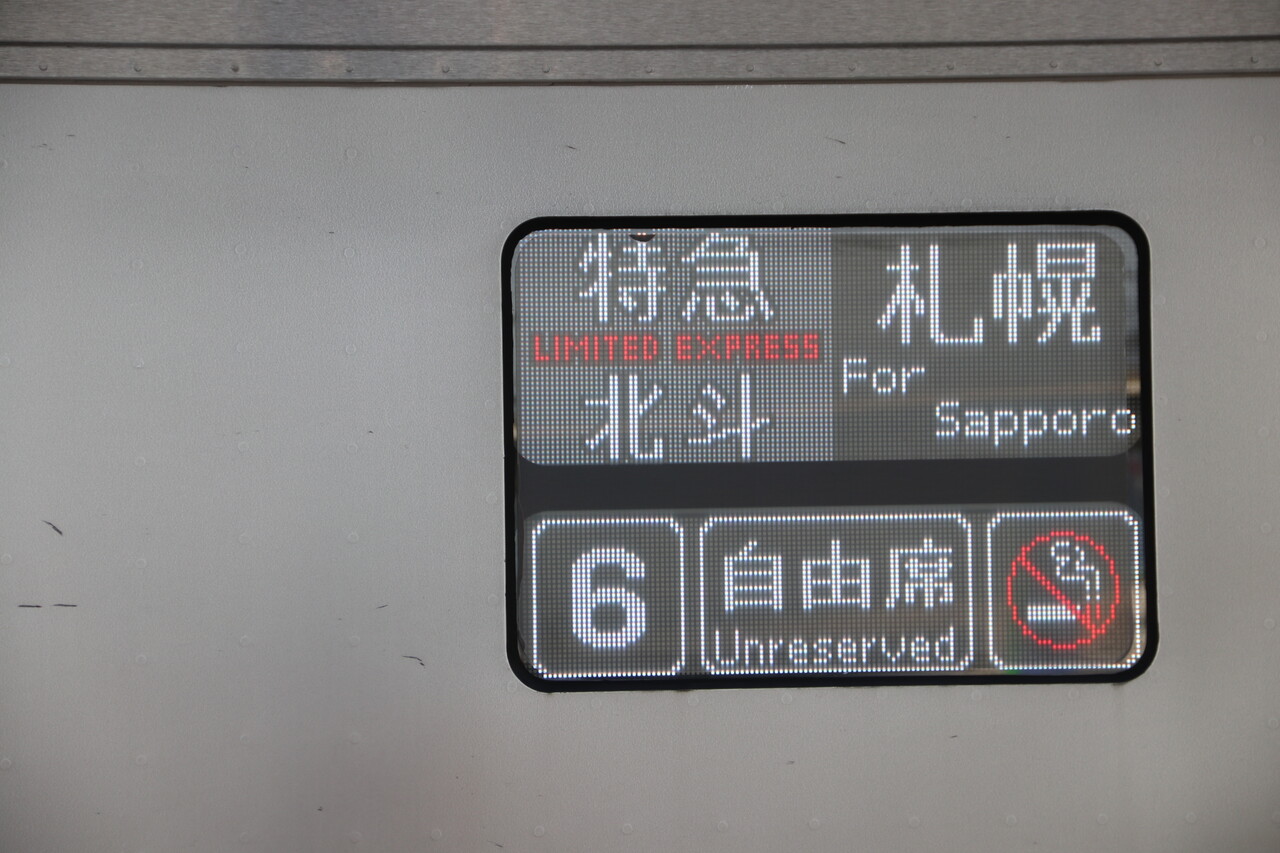 特急
LIMITED EXPRESS
北斗
札幌
For
Sapporo
6
自由席
Unreserved